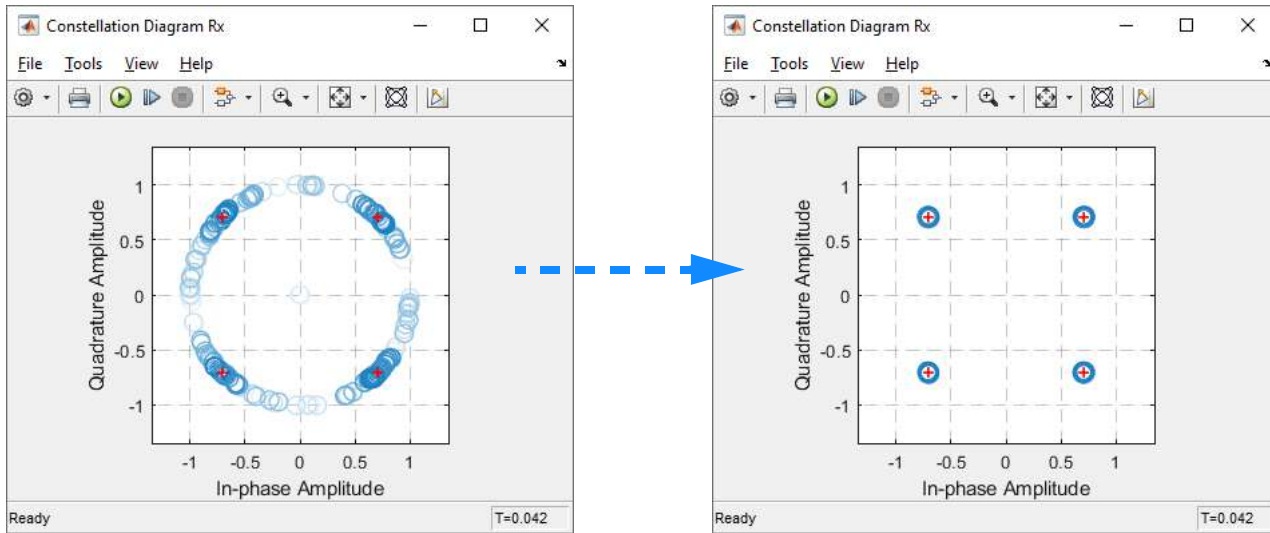 Constellation Diagram Rx
File Tools View Help
1
0.5
0
-0.5
-1
Quadrature Amplitude
-1 -0.5 0 0.5 1
In-phase Amplitude
Ready T=0.042
Constellation Diagram Rx
File Tools View Help
1
0.5
0
-0.5
-1
Quadrature Amplitude
-1 -0.5 0 0.5 1
In-phase Amplitude
Ready T=0.042